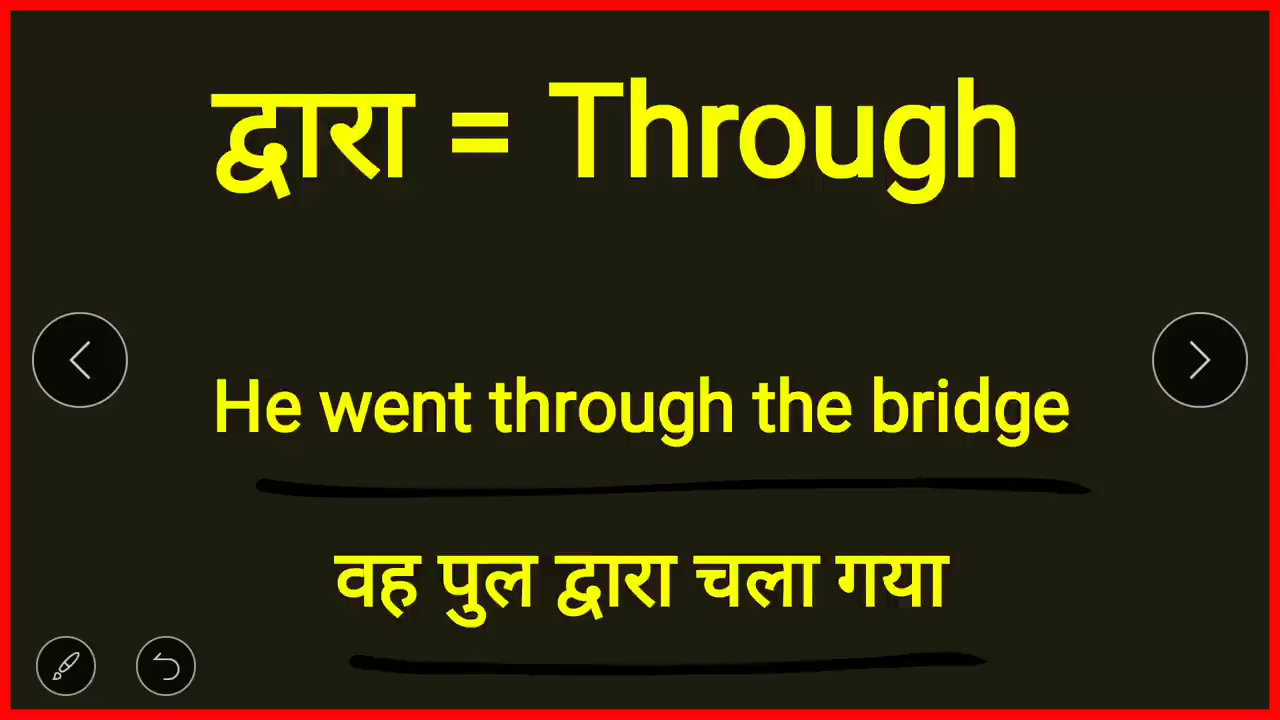 द्वारा = Through
He went through the bridge
वह पुल द्वारा चला गया